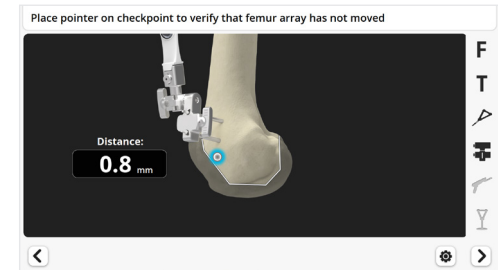 Place pointer on checkpoint to verify that femur array has not moved
F
T
Distance:
0.8 mm